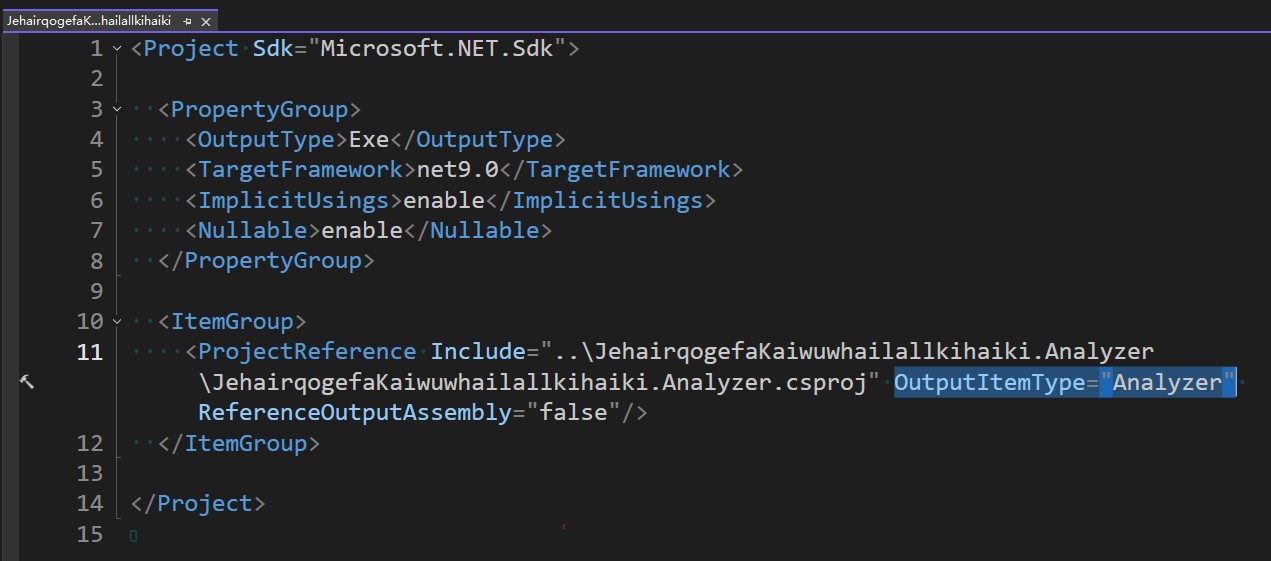 JehairqogefaK...hailallkihaiki
1 <Project Sdk="Microsoft.NET.Sdk">
2
3 <PropertyGroup>
4 <OutputType>Exe</OutputType>
5 <TargetFramework>net9.0</TargetFramework>
6 <ImplicitUsings>enable</ImplicitUsings>
7 <Nullable>enable</Nullable>
8 </PropertyGroup>
9
10 <ItemGroup>
11 <ProjectReference Include="..\JehairqogefaKaiwuwhailallkihaiki.Analyzer
\JehairqogefaKaiwuwhailallkihaiki.Analyzer.csproj" OutputItemType="Analyzer"
ReferenceOutputAssembly="false"/>
12 </ItemGroup>
13
14 </Project>
15